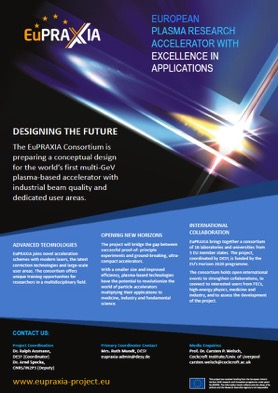 EuPRAXIA
EUROPEAN
PLASMA RESEARCH
ACCELERATOR WITH
EXCELLENCE IN
APPLICATIONS
DESIGNING THE FUTURE
The EuPRAXIA Consortium is
preparing a conceptual design
for the world's first multi-GeV
plasma-based accelerator with
industrial beam quality and
dedicated user areas.
ADVANCED TECHNOLOGIES
EuPRAXIA joins novel acceleration
schemes with modern lasers, the latest
correction technologies and large-scale
user areas. The consortium offers
unique training opportunities for
researchers in a multidisciplinary field.
OPENING NEW HORIZONS
The project will bridge the gap between
successful proof-of-principle
experiments and ground-breaking, ultra-
compact accelerators.
With a smaller size and improved
efficiency, plasma-based technologies
have the potential to revolutionize the
world of particle accelerators
multiplying their applications to
medicine, industry and fundamental
science.
INTERNATIONAL
COLLABORATION
EuPRAXIA brings together a consortium
of 16 laboratories and universities from
5 EU member states. The project,
coordinated by DESY, is funded by the
EU's Horizon 2020 programme.
The consortium holds open international
events to strengthen collaborations, to
connect to interested users from FELs,
high-energy physics, medicine and
industry, and to assess the development
of the project.
CONTACT US:
Project Coordination
Dr. Ralph Assmann,
DESY (Coordinator)
Dr. Arnd Specka,
CNRS/IN2P3 (Deputy)
Primary Coordinator Contact
Mrs. Ruth Mundt, DESY
eupraxia-admin@desy.de
Media Enquiries
Prof. Dr. Carsten P. Welsch,
Cockcroft Institute/Univ. of Liverpool
carsten.welsch@cockcroft.ac.uk
www.eupraxia-project.eu